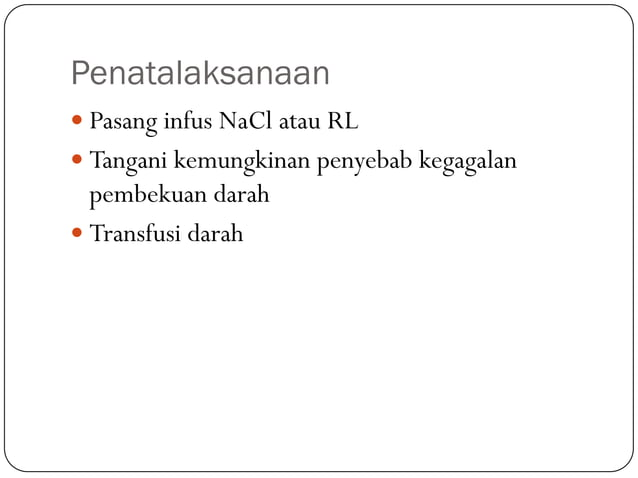 Penatalaksanaan
• Pasang infus NaCl atau RL
• Tangani kemungkinan penyebab kegagalan
pembekuan darah
• Transfusi darah